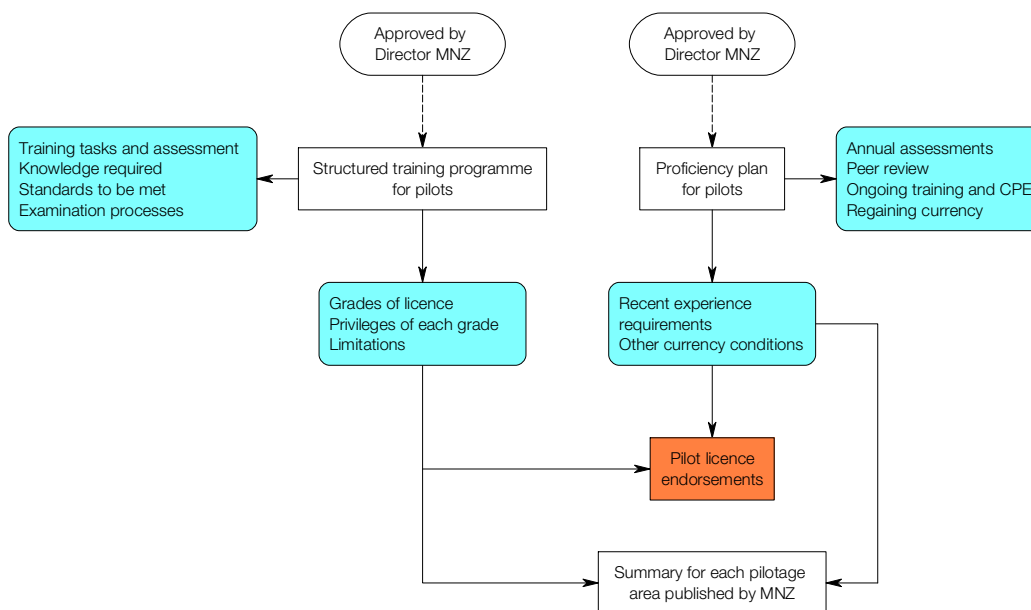 Approved by
Director MNZ
Approved by
Director MNZ
Training tasks and assessment
Knowledge required
Standards to be met
Examination processes
Structured training programme
for pilots
Proficiency plan
for pilots
Annual assessments
Peer review
Ongoing training and CPE
Regaining currency
Grades of licence
Privileges of each grade
Limitations
Recent experience
requirements
Other currency conditions
Pilot licence
endorsements
Summary for each pilotage
area published by MNZ